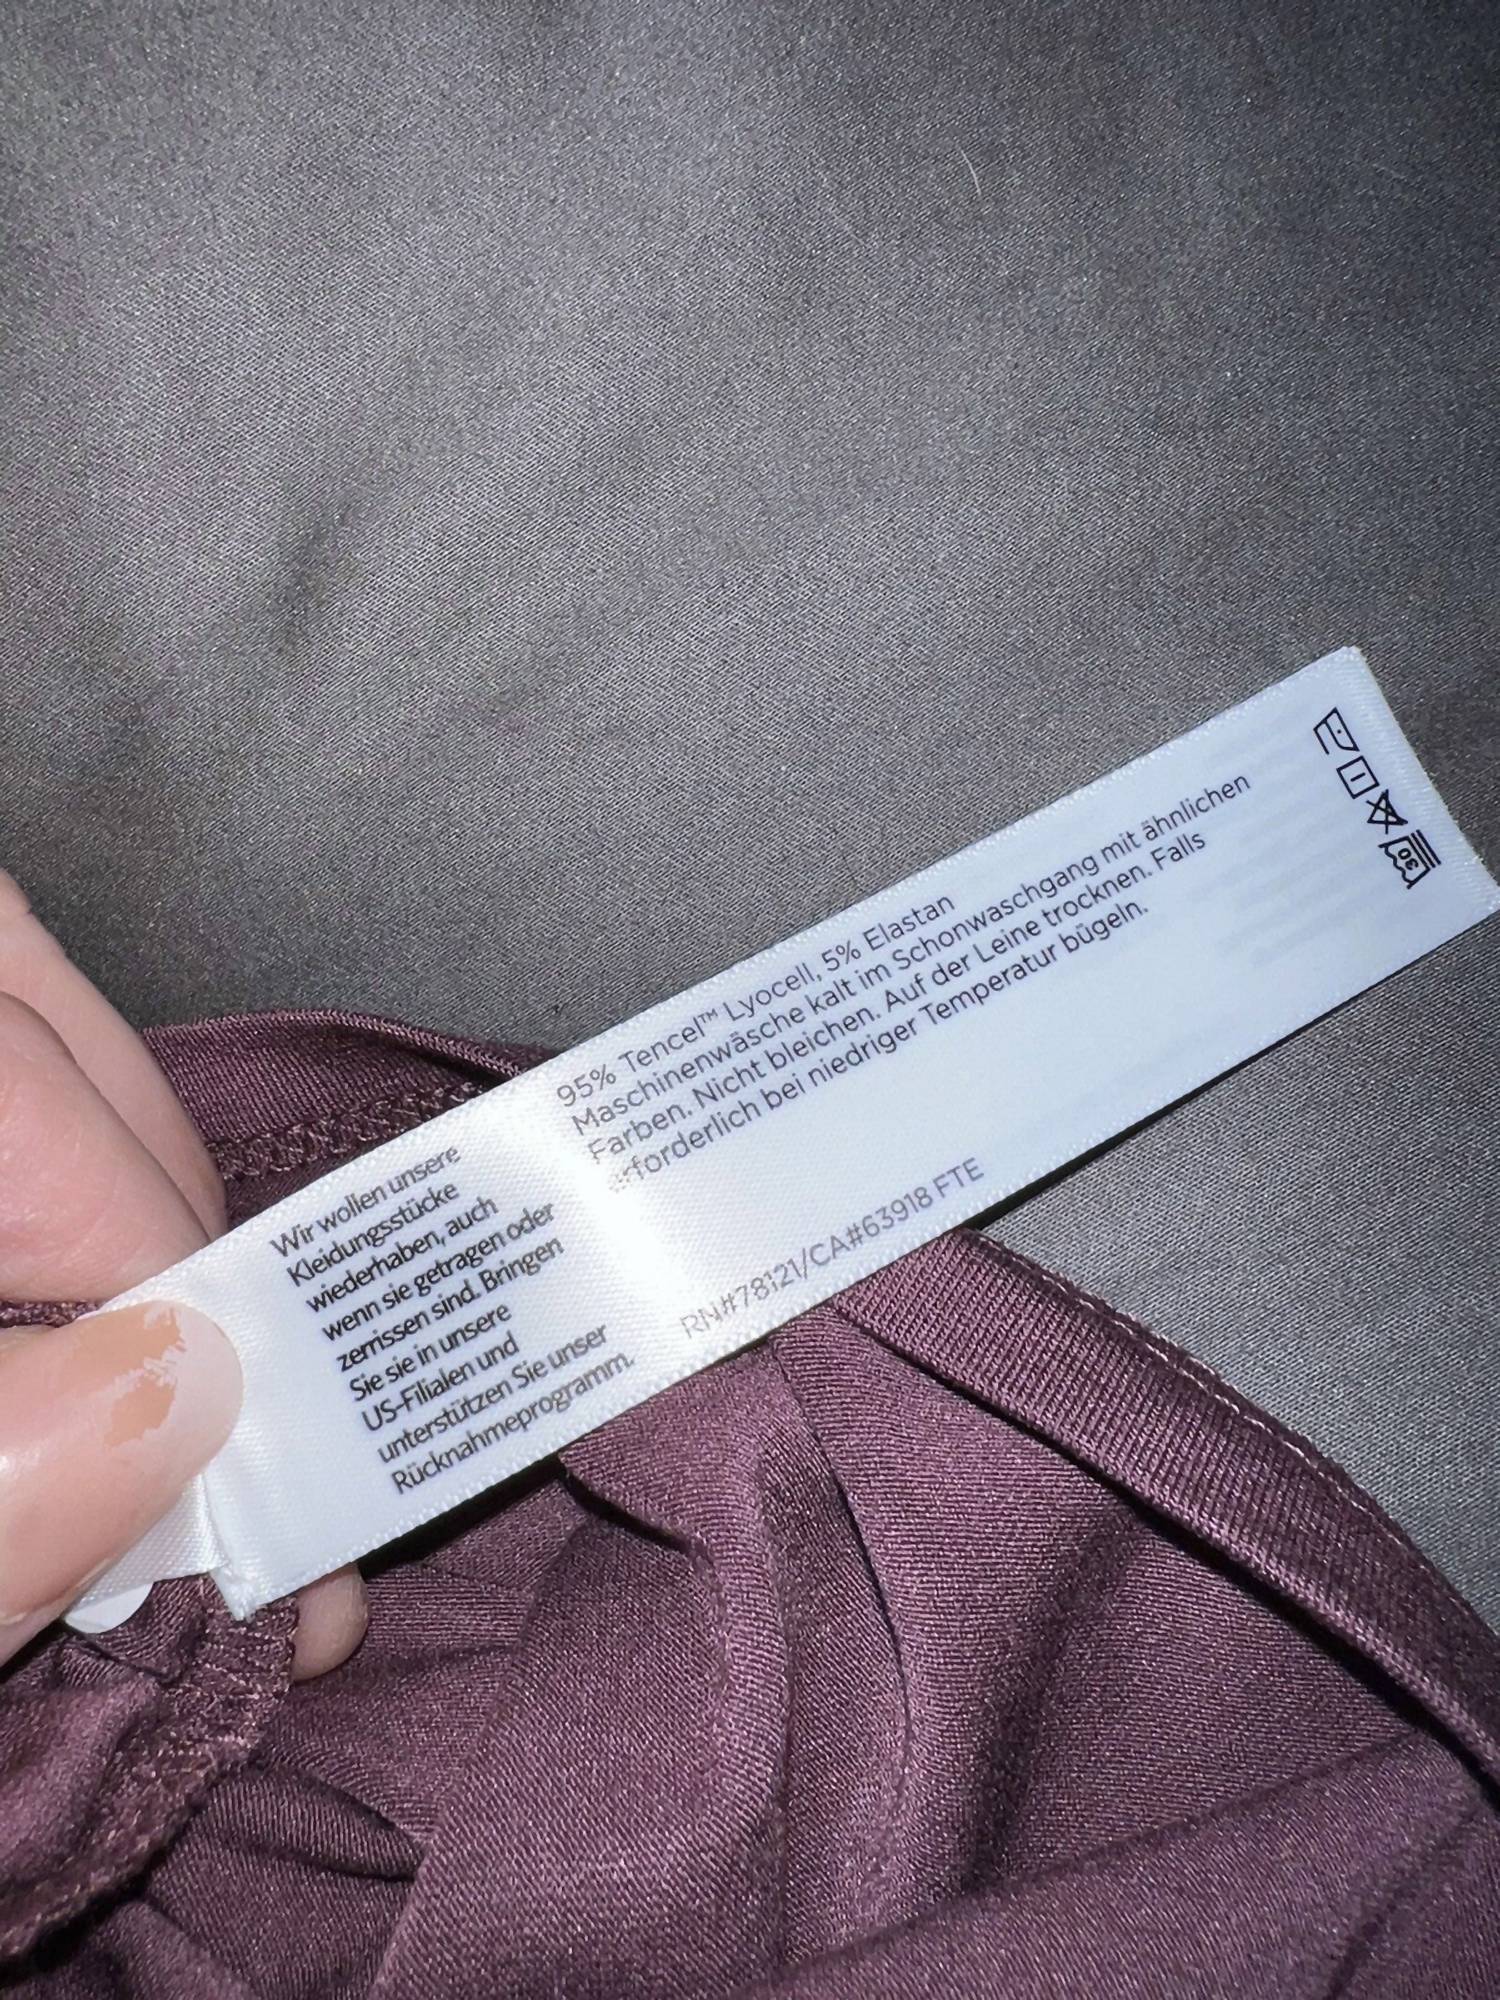 Wir wollen unsere
Kleidungsstücke
wiederhaben, auch
wenn sie getragen oder
zerrissen sind. Bringen
Sie sie in unsere
US-Filialen und
unterstützen Sie unser
Rücknahmeprogramm.
95% Tencel™ Lyocell, 5% Elastan
Maschinenwäsche kalt im Schonwaschgang mit ähnlichen
Farben. Nicht bleichen. Auf der Leine trocknen. Falls
erforderlich bei niedriger Temperatur bügeln.
RN#78121/CA#63918 FTE
30